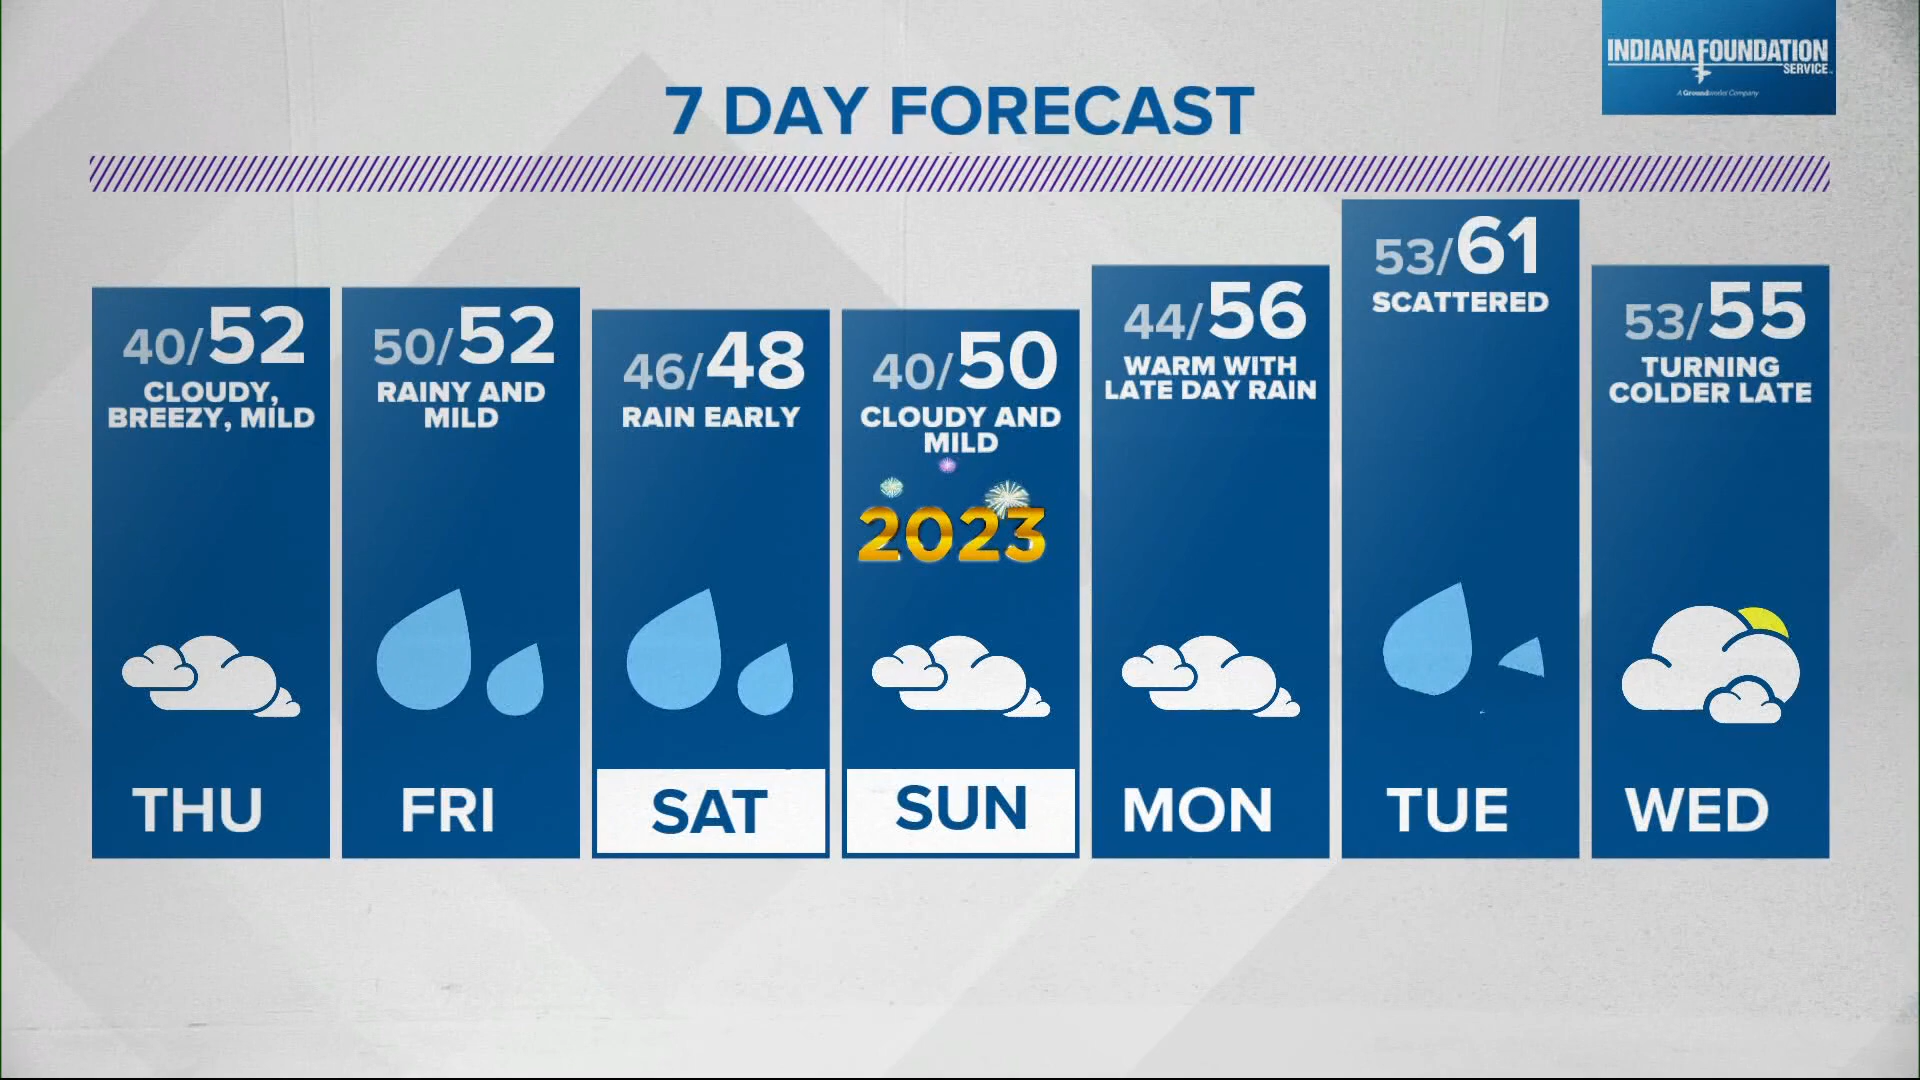 INDIANA FOUNDATION
SERVICE
A Groundworks Company
7 DAY FORECAST
40/52
CLOUDY,
BREEZY, MILD
THU
50/52
RAINY AND
MILD
FRI
46/48
RAIN EARLY
SAT
40/50
CLOUDY AND
MILD
2023
SUN
44/56
WARM WITH
LATE DAY RAIN
MON
53/61
SCATTERED
TUE
53/55
TURNING
COLDER LATE
WED